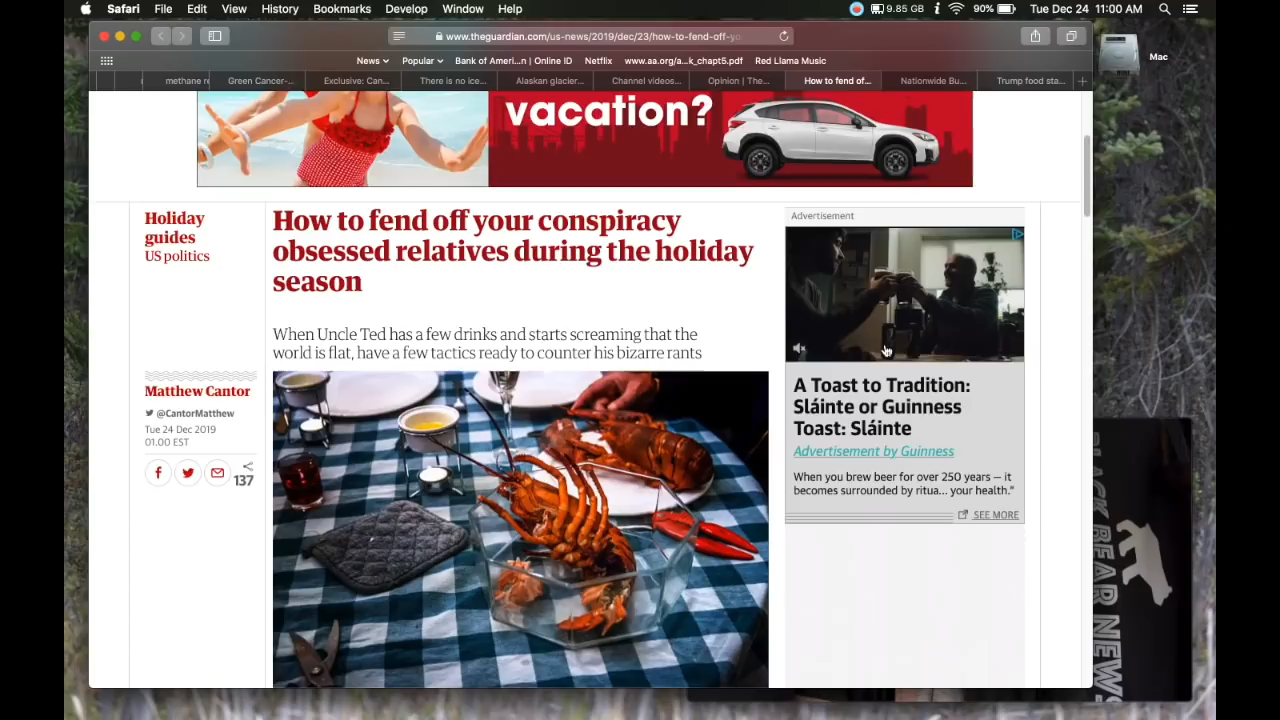 Safari File Edit View History Bookmarks Develop Window Help 9.85 GB 90% Tue Dec 24 11:00 AM
www.theguardian.com/us-news/2019/dec/23/how-to-fend-off-yo
Mac
News Popular Bank of Ameri...n | Online ID Netflix www.aa.org/a...k_chapt5.pdf Red Llama Music
methane re Green Cancer-... Exclusive: Can... There is no ice... Alaskan glacier... Channel videos... Opinion | The... How to fend of... Nationwide Bu... Trump food sta...
vacation?
Holiday
guides
US politics
How to fend off your conspiracy
obsessed relatives during the holiday
season
When Uncle Ted has a few drinks and starts screaming that the
world is flat, have a few tactics ready to counter his bizarre rants
Matthew Cantor
@CantorMatthew
Tue 24 Dec 2019
01.00 EST
137
Advertisement
A Toast to Tradition:
Sláinte or Guinness
Toast: Sláinte
Advertisement by Guinness
When you brew beer for over 250 years — it
becomes surrounded by ritua... your health."
SEE MORE
BLACK BEAR NEWS